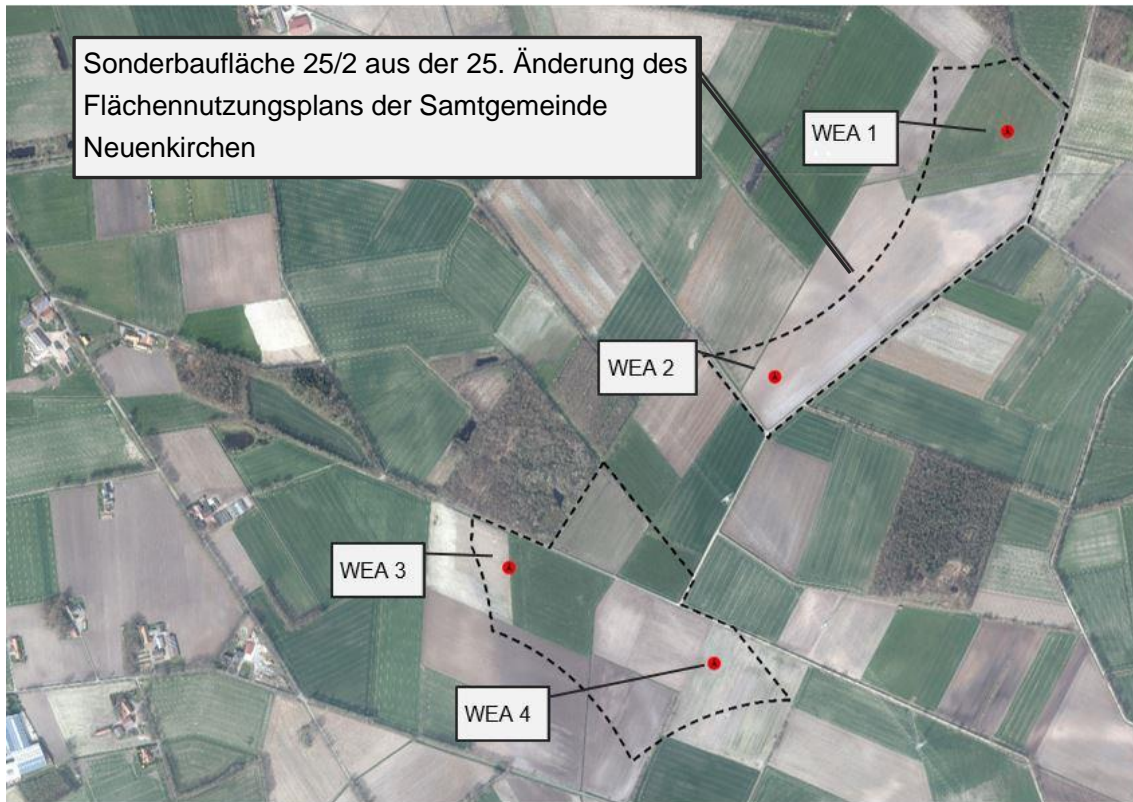 Sonderbaufläche 25/2 aus der 25. Änderung des
Flächennutzungsplans der Samtgemeinde
Neuenkirchen
WEA 1
WEA 2
WEA 3
WEA 4